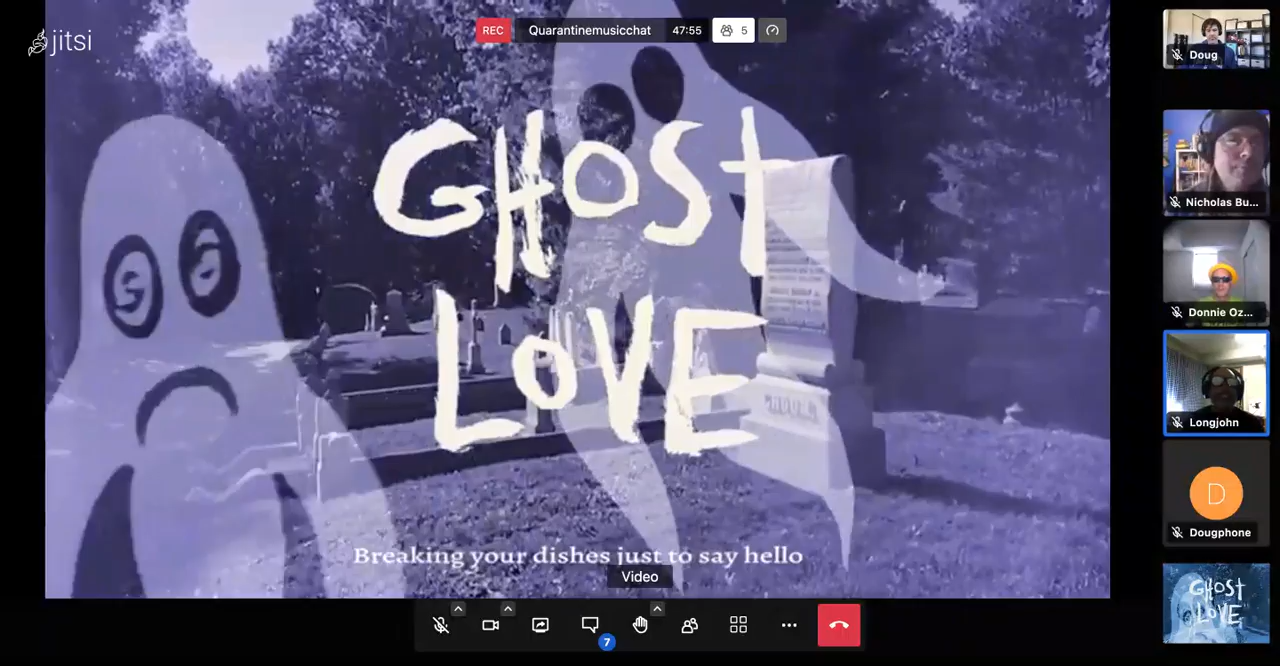 jitsi
REC Quarantinemusicchat 47:55 5
GHOST
LOVE
Breaking your dishes just to say hello
Video
7
Doug
Nicholas Bu...
Donnie Oz...
Longjohn
D
Dougphone
GHOST
LOVE